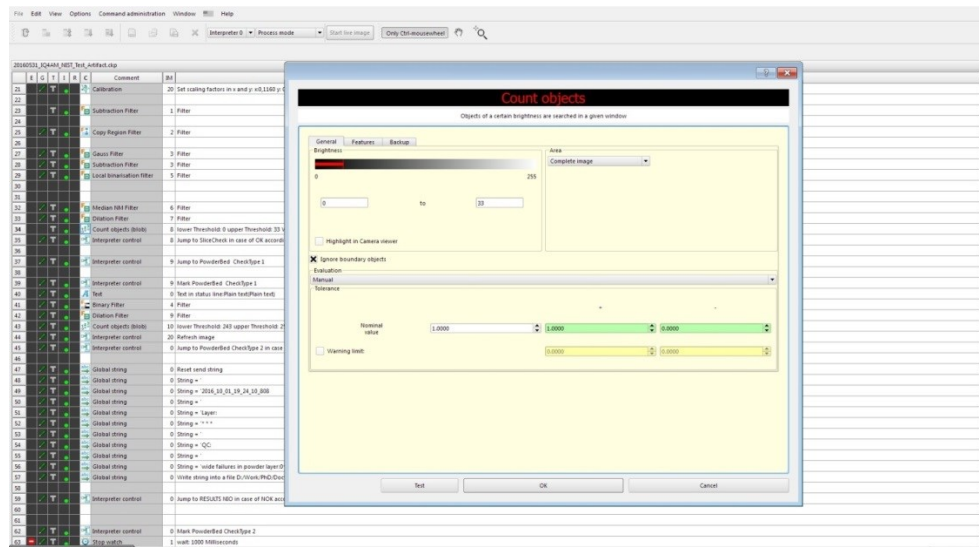 File Edit View Options Command administration Window Help
Interpreter 0 Process mode Start live image Only Ctrl-mousewheel
20160531_IQ4AM_NIST_Test_Artifact.ckp
E G T I R C Comment IM
21 Calibration 20 Set scaling factors in x and y: x:0,1160 y:
22
23 Subtraction Filter 1 Filter
24
25 Copy Region Filter 2 Filter
26
27 Gauss Filter 3 Filter
28 Subtraction Filter 3 Filter
29 Local binarisation filter 5 Filter
30
31
32 Median NM Filter 6 Filter
33 Dilation Filter 7 Filter
34 Count objects (blob) 8 lower Threshold: 0 upper Threshold: 33
35 Interpreter control 8 Jump to SliceCheck in case of OK accordi
36
37 Interpreter control 9 Jump to PowderBed CheckType 1
38
39 Interpreter control 9 Mark PowderBed CheckType 1
40 Text 0 Text in status line:Plain text(Plain text)
41 Binary Filter 4 Filter
42 Dilation Filter 9 Filter
43 Count objects (blob) 10 lower Threshold: 243 upper Threshold: 2
44 Interpreter control 20 Refresh image
45 Interpreter control 0 Jump to PowderBed CheckType 2 in case
46
47 Global string 0 Reset send string
48 Global string 0 String + '
49 Global string 0 String + '2016_10_01_19_24_10_808
50 Global string 0 String + '
51 Global string 0 String + 'Layer:
52 Global string 0 String + '* * *
53 Global string 0 String + '
54 Global string 0 String + 'QC:
55 Global string 0 String + '
56 Global string 0 String + 'wide failures in powder layer:0'
57 Global string 0 Write string into a file D:/Work/PhD/Doc
58
59 Interpreter control 0 Jump to RESULTS NIO in case of NOK acc
60
61
62 Interpreter control 0 Mark PowderBed CheckType 2
63 Stop watch 1 wait: 1000 Milliseconds
Count objects
Objects of a certain brightness are searched in a given window
General Features Backup
Brightness Area
Complete image
0 255
0 to 33
Highlight in Camera viewer
Ignore boundary objects
Evaluation
Manual
Tolerance
+ -
Nominal value 1.0000 1.0000 0.0000
Warning limit: 0.0000 0.0000
Test OK Cancel